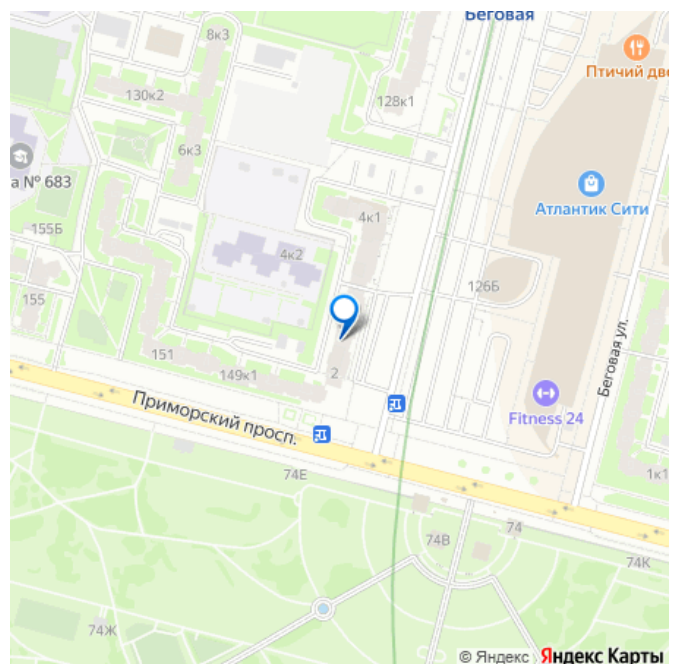 Беговая
8к3
Птичий две
130к2
128к1
6к3
а № 683
Атлантик Сити
4к1
155Б
4к2
126Б
155
Беговая ул.
151
149к1
2
Fitness 24
Приморский просп.
74Е
1к1
74
74В
74К
74Ж
© Яндекс Яндекс Карты